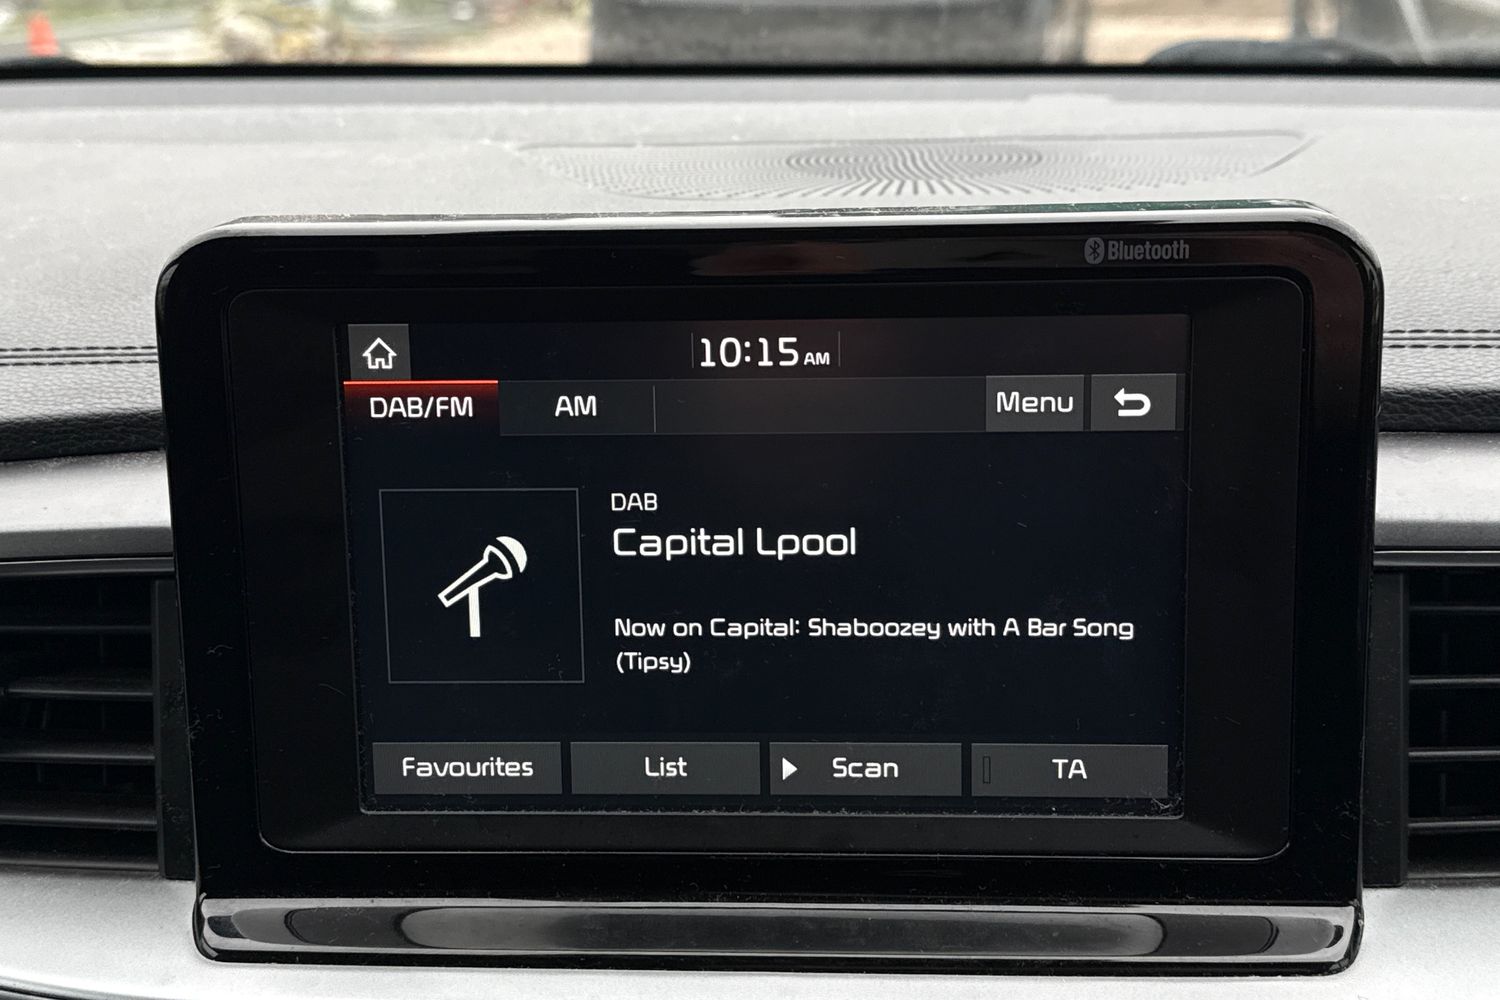 Bluetooth
10:15 AM
DAB/FM AM Menu
DAB
Capital Lpool
Now on Capital: Shaboozey with A Bar Song
(Tipsy)
Favourites List Scan TA